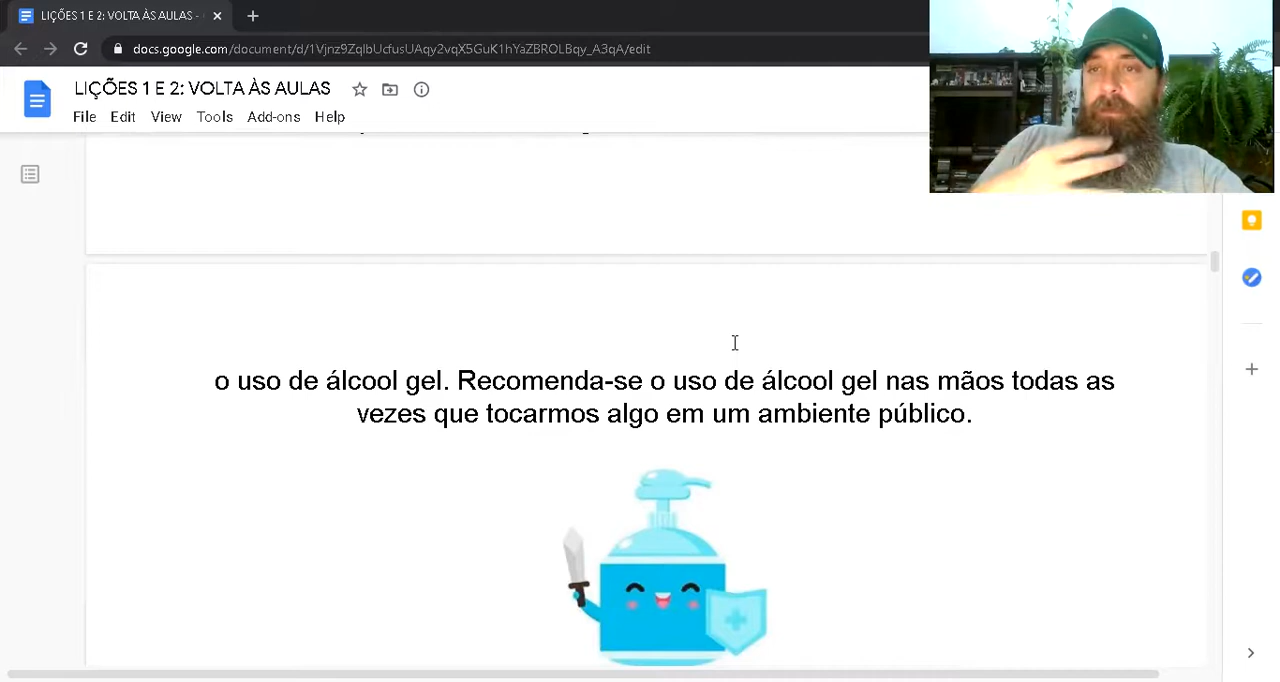 LIÇÕES 1 E 2: VOLTA ÀS AULAS -
docs.google.com/document/d/1Vjnz9ZqlbUcfusUAqy2vqX5GuK1hYaZBROLBqy_A3qA/edit
LIÇÕES 1 E 2: VOLTA ÀS AULAS
File Edit View Tools Add-ons Help
o uso de álcool gel. Recomenda-se o uso de álcool gel nas mãos todas as
vezes que tocarmos algo em um ambiente público.